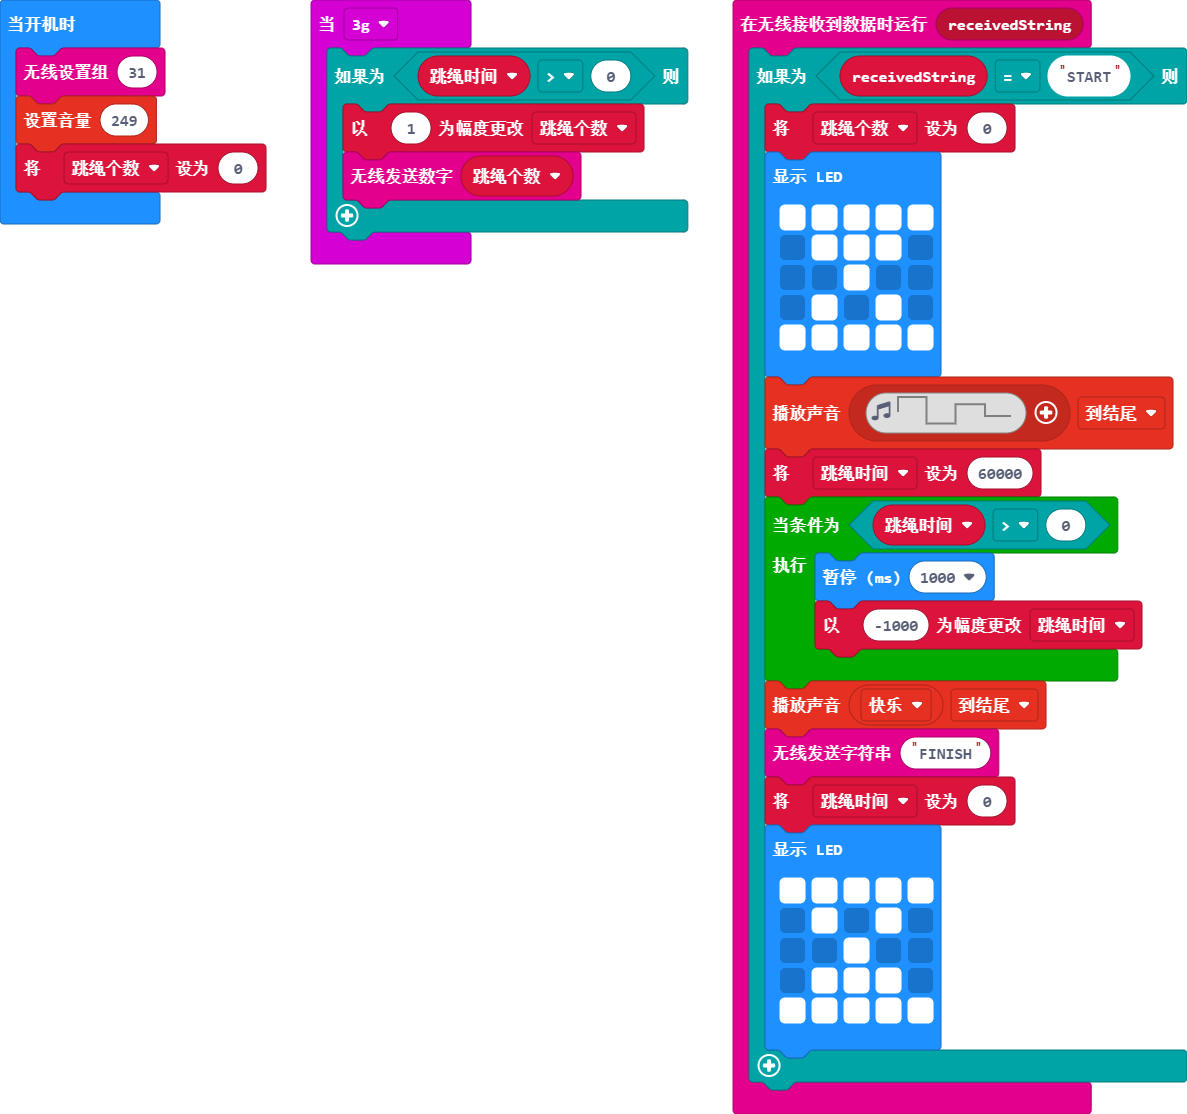 当开机时
无线设置组 31
设置音量 249
将 跳绳个数 设为 0
当 3g
如果为 跳绳时间 > 0 则
以 1 为幅度更改 跳绳个数
无线发送数字 跳绳个数
在无线接收到数据时运行 receivedString
如果为 receivedString = "START" 则
将 跳绳个数 设为 0
显示 LED
播放声音 到结尾
将 跳绳时间 设为 60000
当条件为 跳绳时间 > 0
执行
暂停 (ms) 1000
以 -1000 为幅度更改 跳绳时间
播放声音 快乐 到结尾
无线发送字符串 "FINISH"
将 跳绳时间 设为 0
显示 LED